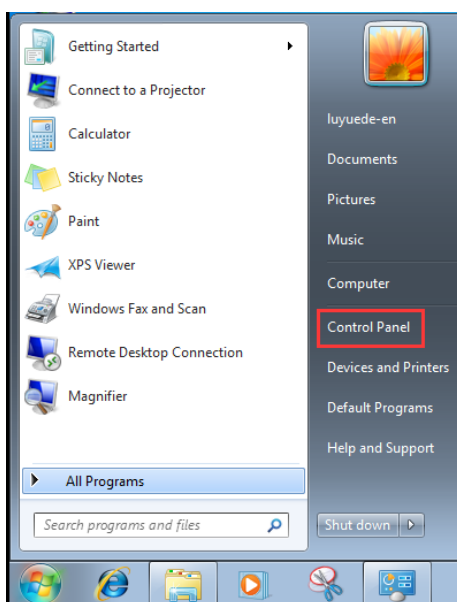 Getting Started
Connect to a Projector
Calculator
Sticky Notes
Paint
XPS Viewer
Windows Fax and Scan
Remote Desktop Connection
Magnifier
All Programs
Search programs and files
luyuede-en
Documents
Pictures
Music
Computer
Control Panel
Devices and Printers
Default Programs
Help and Support
Shut down